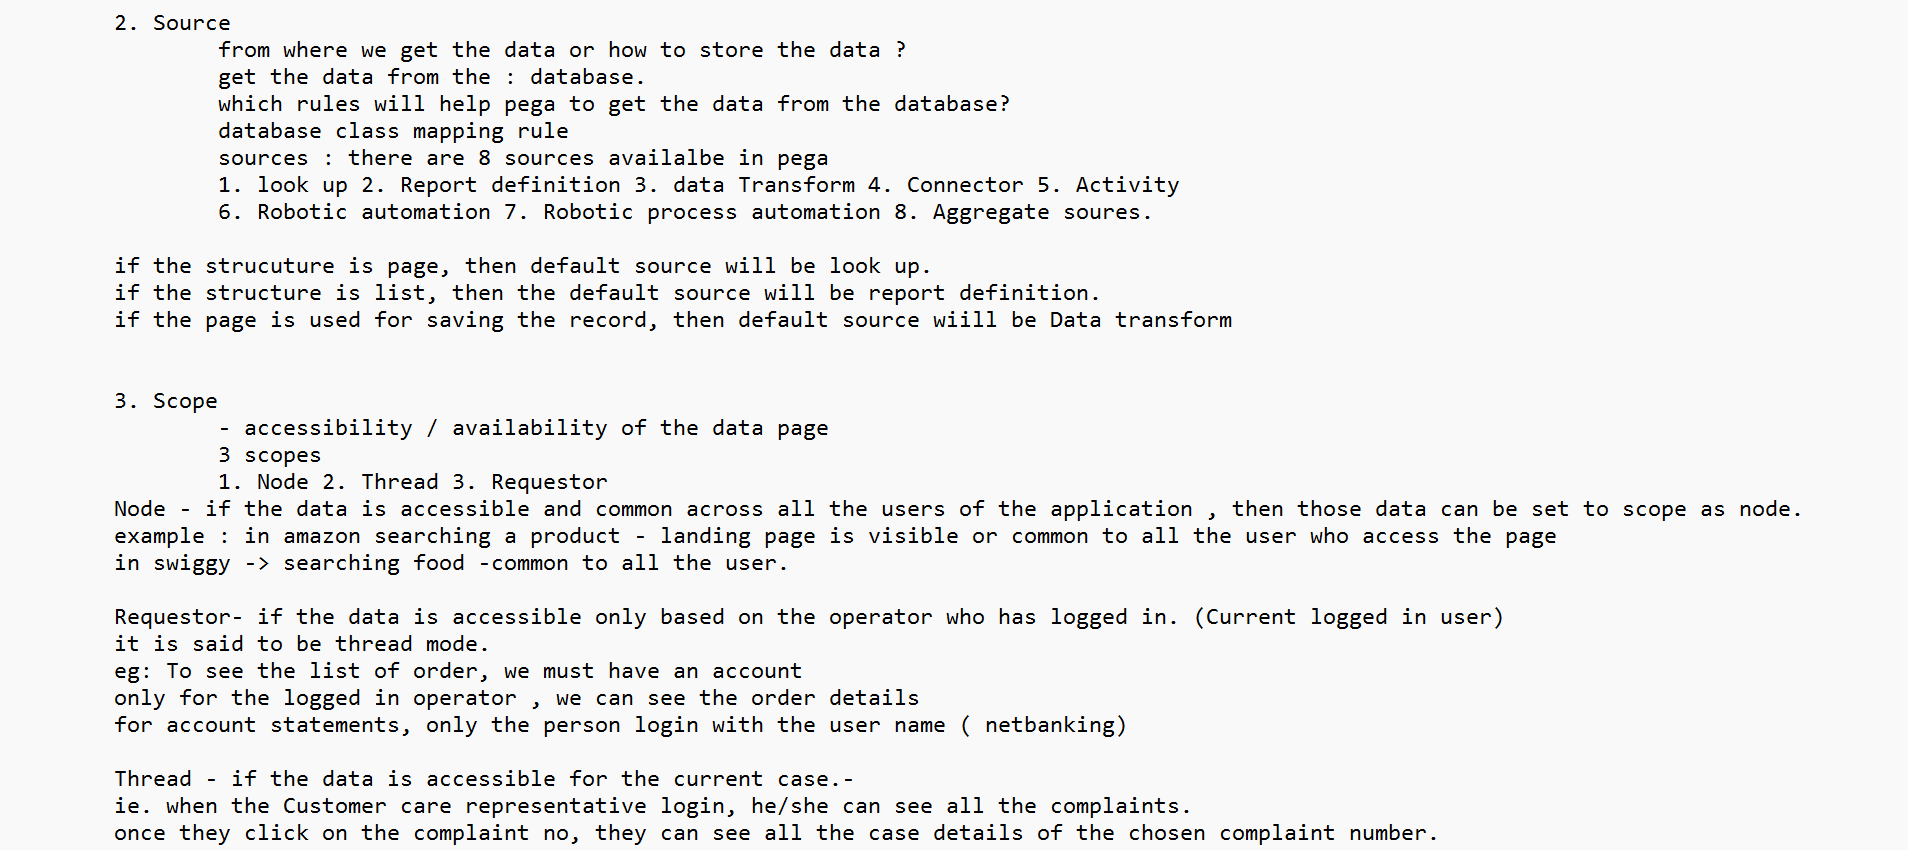 2. Source
from where we get the data or how to store the data ?
get the data from the : database.
which rules will help pega to get the data from the database?
database class mapping rule
sources : there are 8 sources availalbe in pega
1. look up 2. Report definition 3. data Transform 4. Connector 5. Activity
6. Robotic automation 7. Robotic process automation 8. Aggregate soures.
if the strucuture is page, then default source will be look up.
if the structure is list, then the default source will be report definition.
if the page is used for saving the record, then default source wiill be Data transform
3. Scope
- accessibility / availability of the data page
3 scopes
1. Node 2. Thread 3. Requestor
Node - if the data is accessible and common across all the users of the application , then those data can be set to scope as node.
example : in amazon searching a product - landing page is visible or common to all the user who access the page
in swiggy -> searching food -common to all the user.
Requestor- if the data is accessible only based on the operator who has logged in. (Current logged in user)
it is said to be thread mode.
eg: To see the list of order, we must have an account
only for the logged in operator , we can see the order details
for account statements, only the person login with the user name ( netbanking)
Thread - if the data is accessible for the current case.-
ie. when the Customer care representative login, he/she can see all the complaints.
once they click on the complaint no, they can see all the case details of the chosen complaint number.